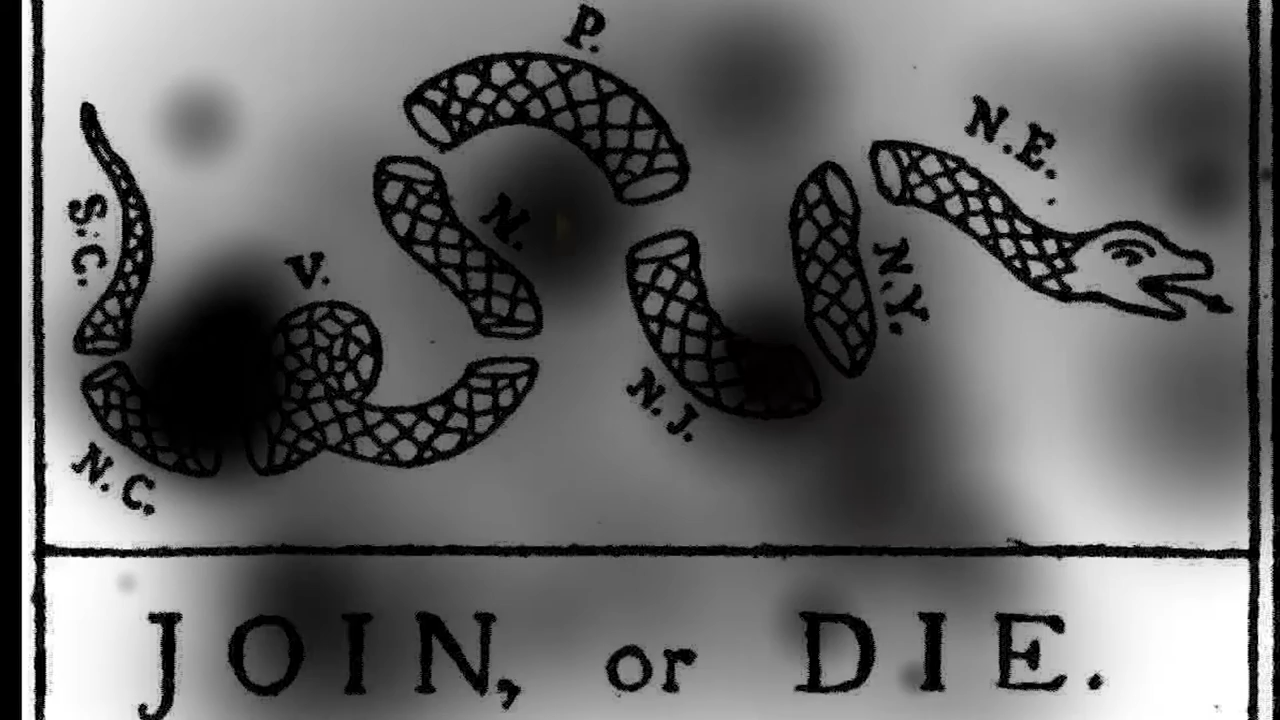 P.
N.E.
S.C.
M.
V.
N.Y.
N.J.
N.C.
JOIN, or DIE.